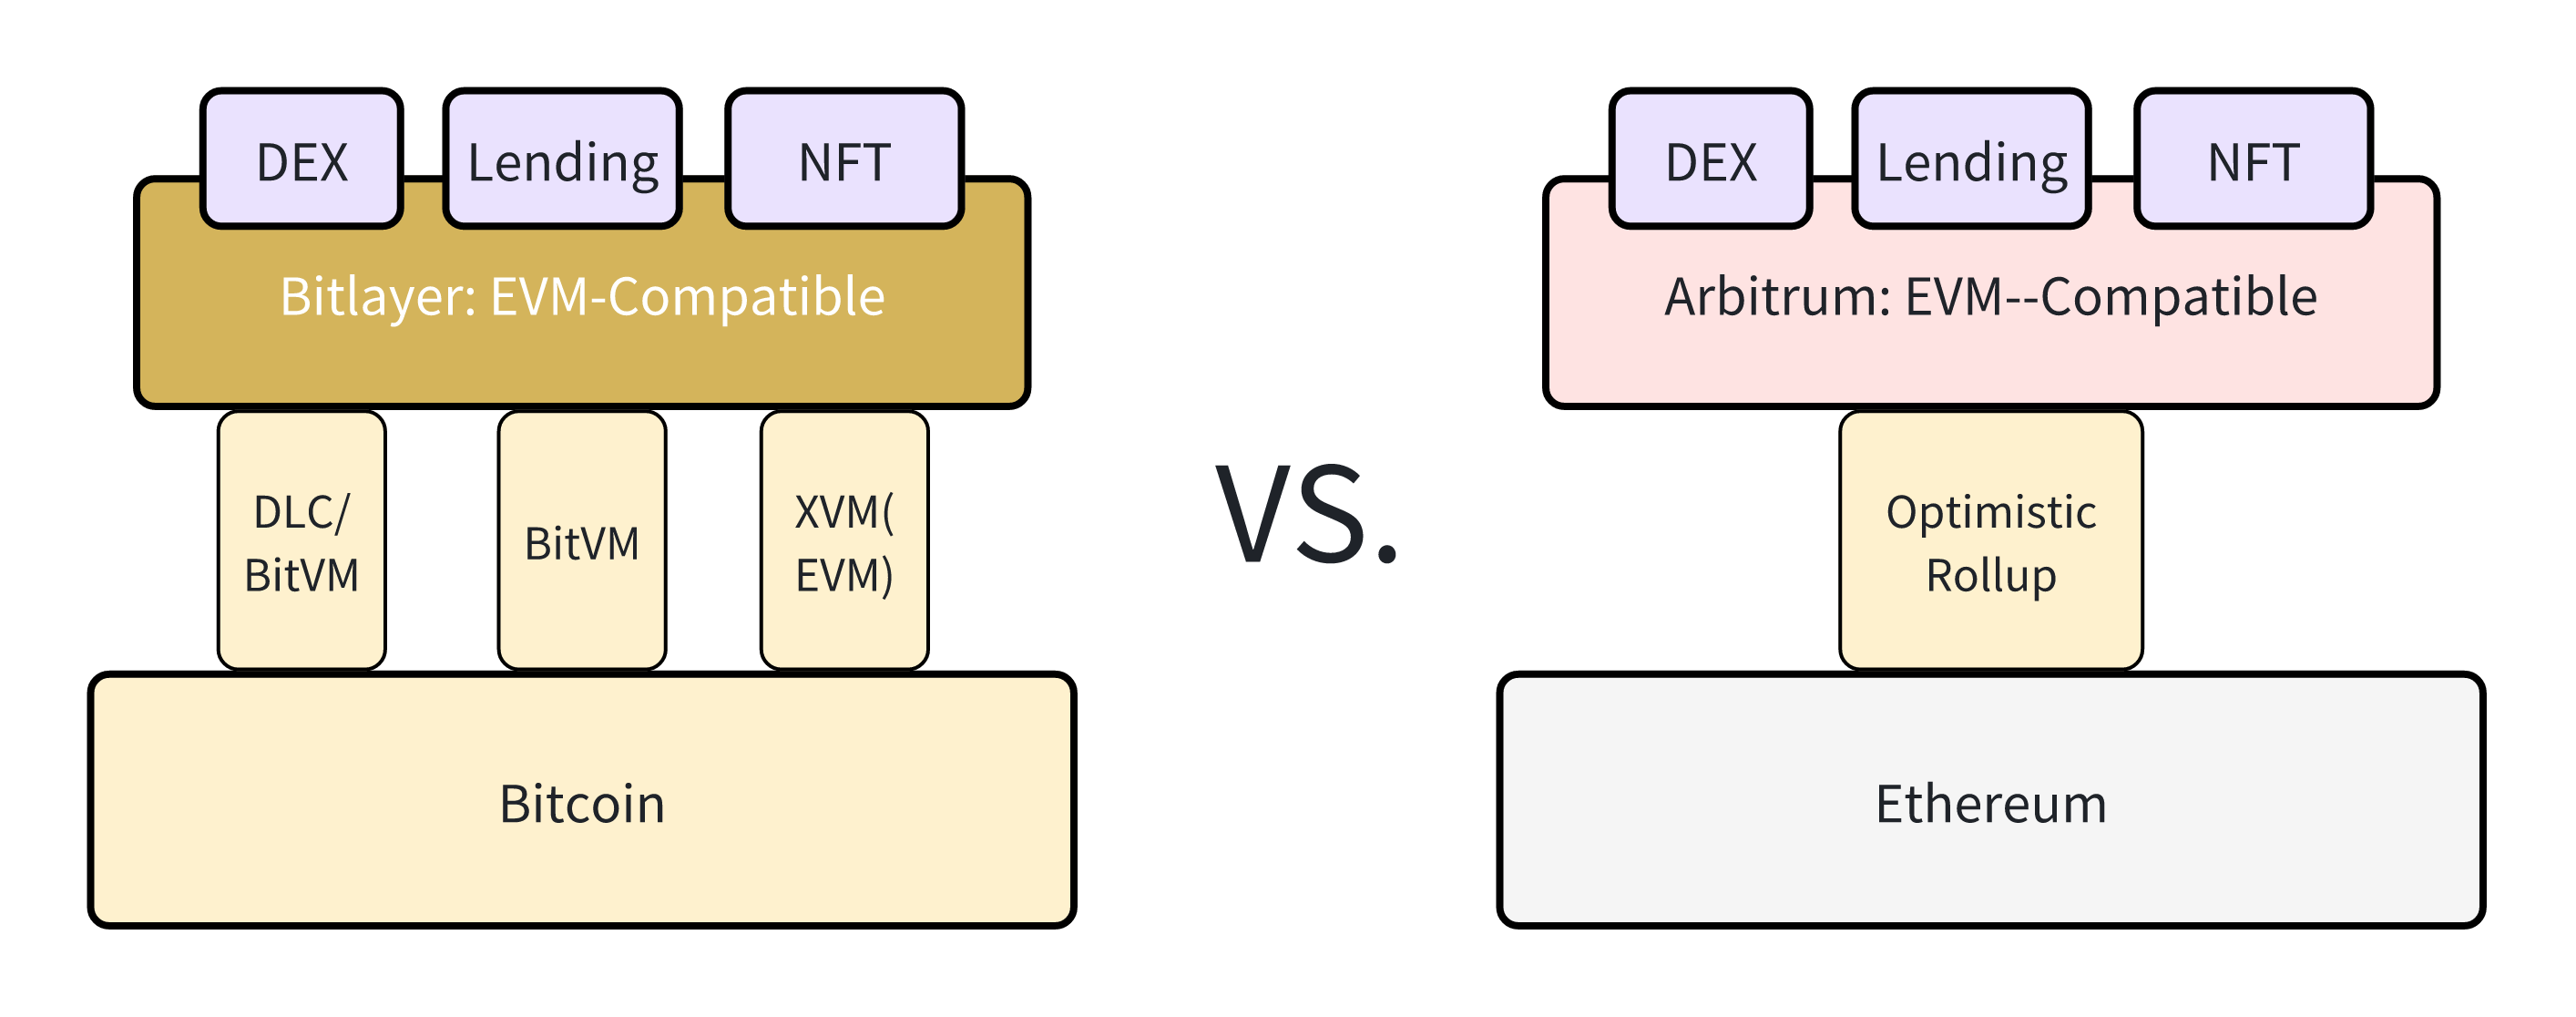 DEX
Lending
NFT
Bitlayer: EVM-Compatible
DLC/
BitVM
BitVM
XVM(
EVM)
Bitcoin
VS.
DEX
Lending
NFT
Arbitrum: EVM--Compatible
Optimistic
Rollup
Ethereum